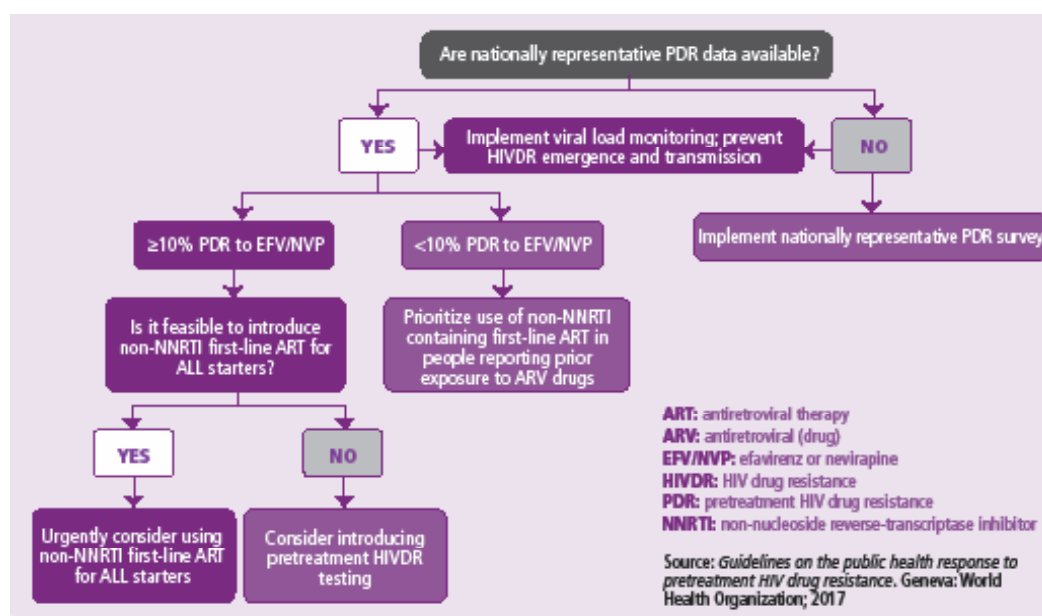 Are nationally representative PDR data available?
YES
Implement viral load monitoring; prevent
HIVDR emergence and transmission
NO
≥10% PDR to EFV/NVP
<10% PDR to EFV/NVP
Implement nationally representative PDR survey
Is it feasible to introduce
non-NNRTI first-line ART for
ALL starters?
Prioritize use of non-NNRTI
containing first-line ART in
people reporting prior
exposure to ARV drugs
YES
NO
Urgently consider using
non-NNRTI first-line ART
for ALL starters
Consider introducing
pretreatment HIVDR
testing
ART: antiretroviral therapy
ARV: antiretroviral (drug)
EFV/NVP: efavirenz or nevirapine
HIVDR: HIV drug resistance
PDR: pretreatment HIV drug resistance
NNRTI: non-nucleoside reverse-transcriptase inhibitor
Source: Guidelines on the public health response to
pretreatment HIV drug resistance. Geneva: World
Health Organization; 2017